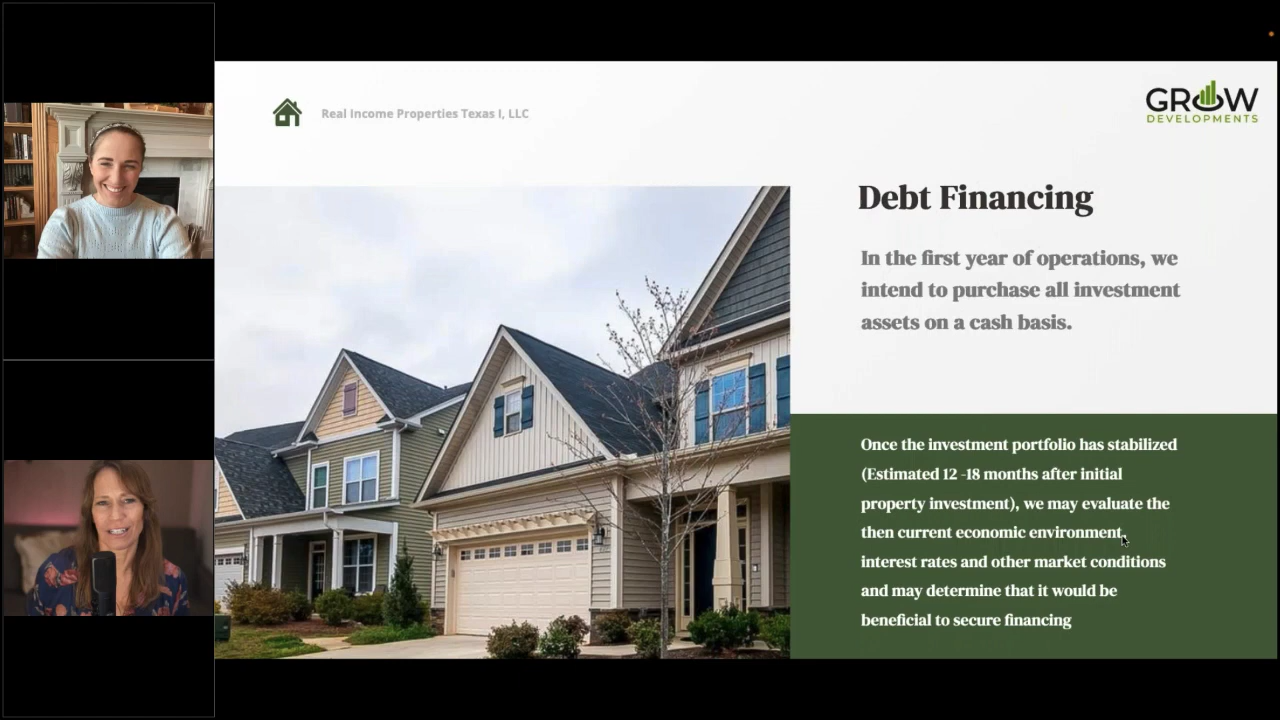 Real Income Properties Texas I, LLC
GROW
DEVELOPMENTS
Debt Financing
In the first year of operations, we
intend to purchase all investment
assets on a cash basis.
Once the investment portfolio has stabilized
(Estimated 12 -18 months after initial
property investment), we may evaluate the
then current economic environment,
interest rates and other market conditions
and may determine that it would be
beneficial to secure financing